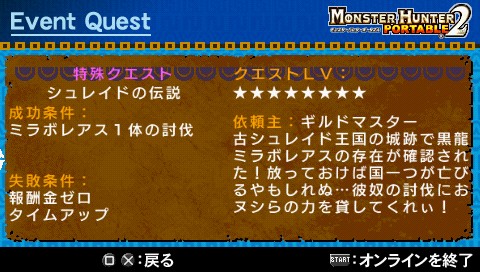 Event Quest
MONSTER HUNTER
PORTABLE 2
特殊クエスト
シュレイドの伝説
成功条件：
ミラボレアス１体の討伐
失敗条件：
報酬金ゼロ
タイムアップ
クエストＬＶ：
★★★★★★★★
依頼主：ギルドマスター
古シュレイド王国の城跡で黒龍
ミラボレアスの存在が確認され
た！放っておけば国一つが亡び
るやもしれぬ…彼奴の討伐にお
ヌシらの力を貸してくれぃ！
□ ×:戻る
START:オンラインを終了